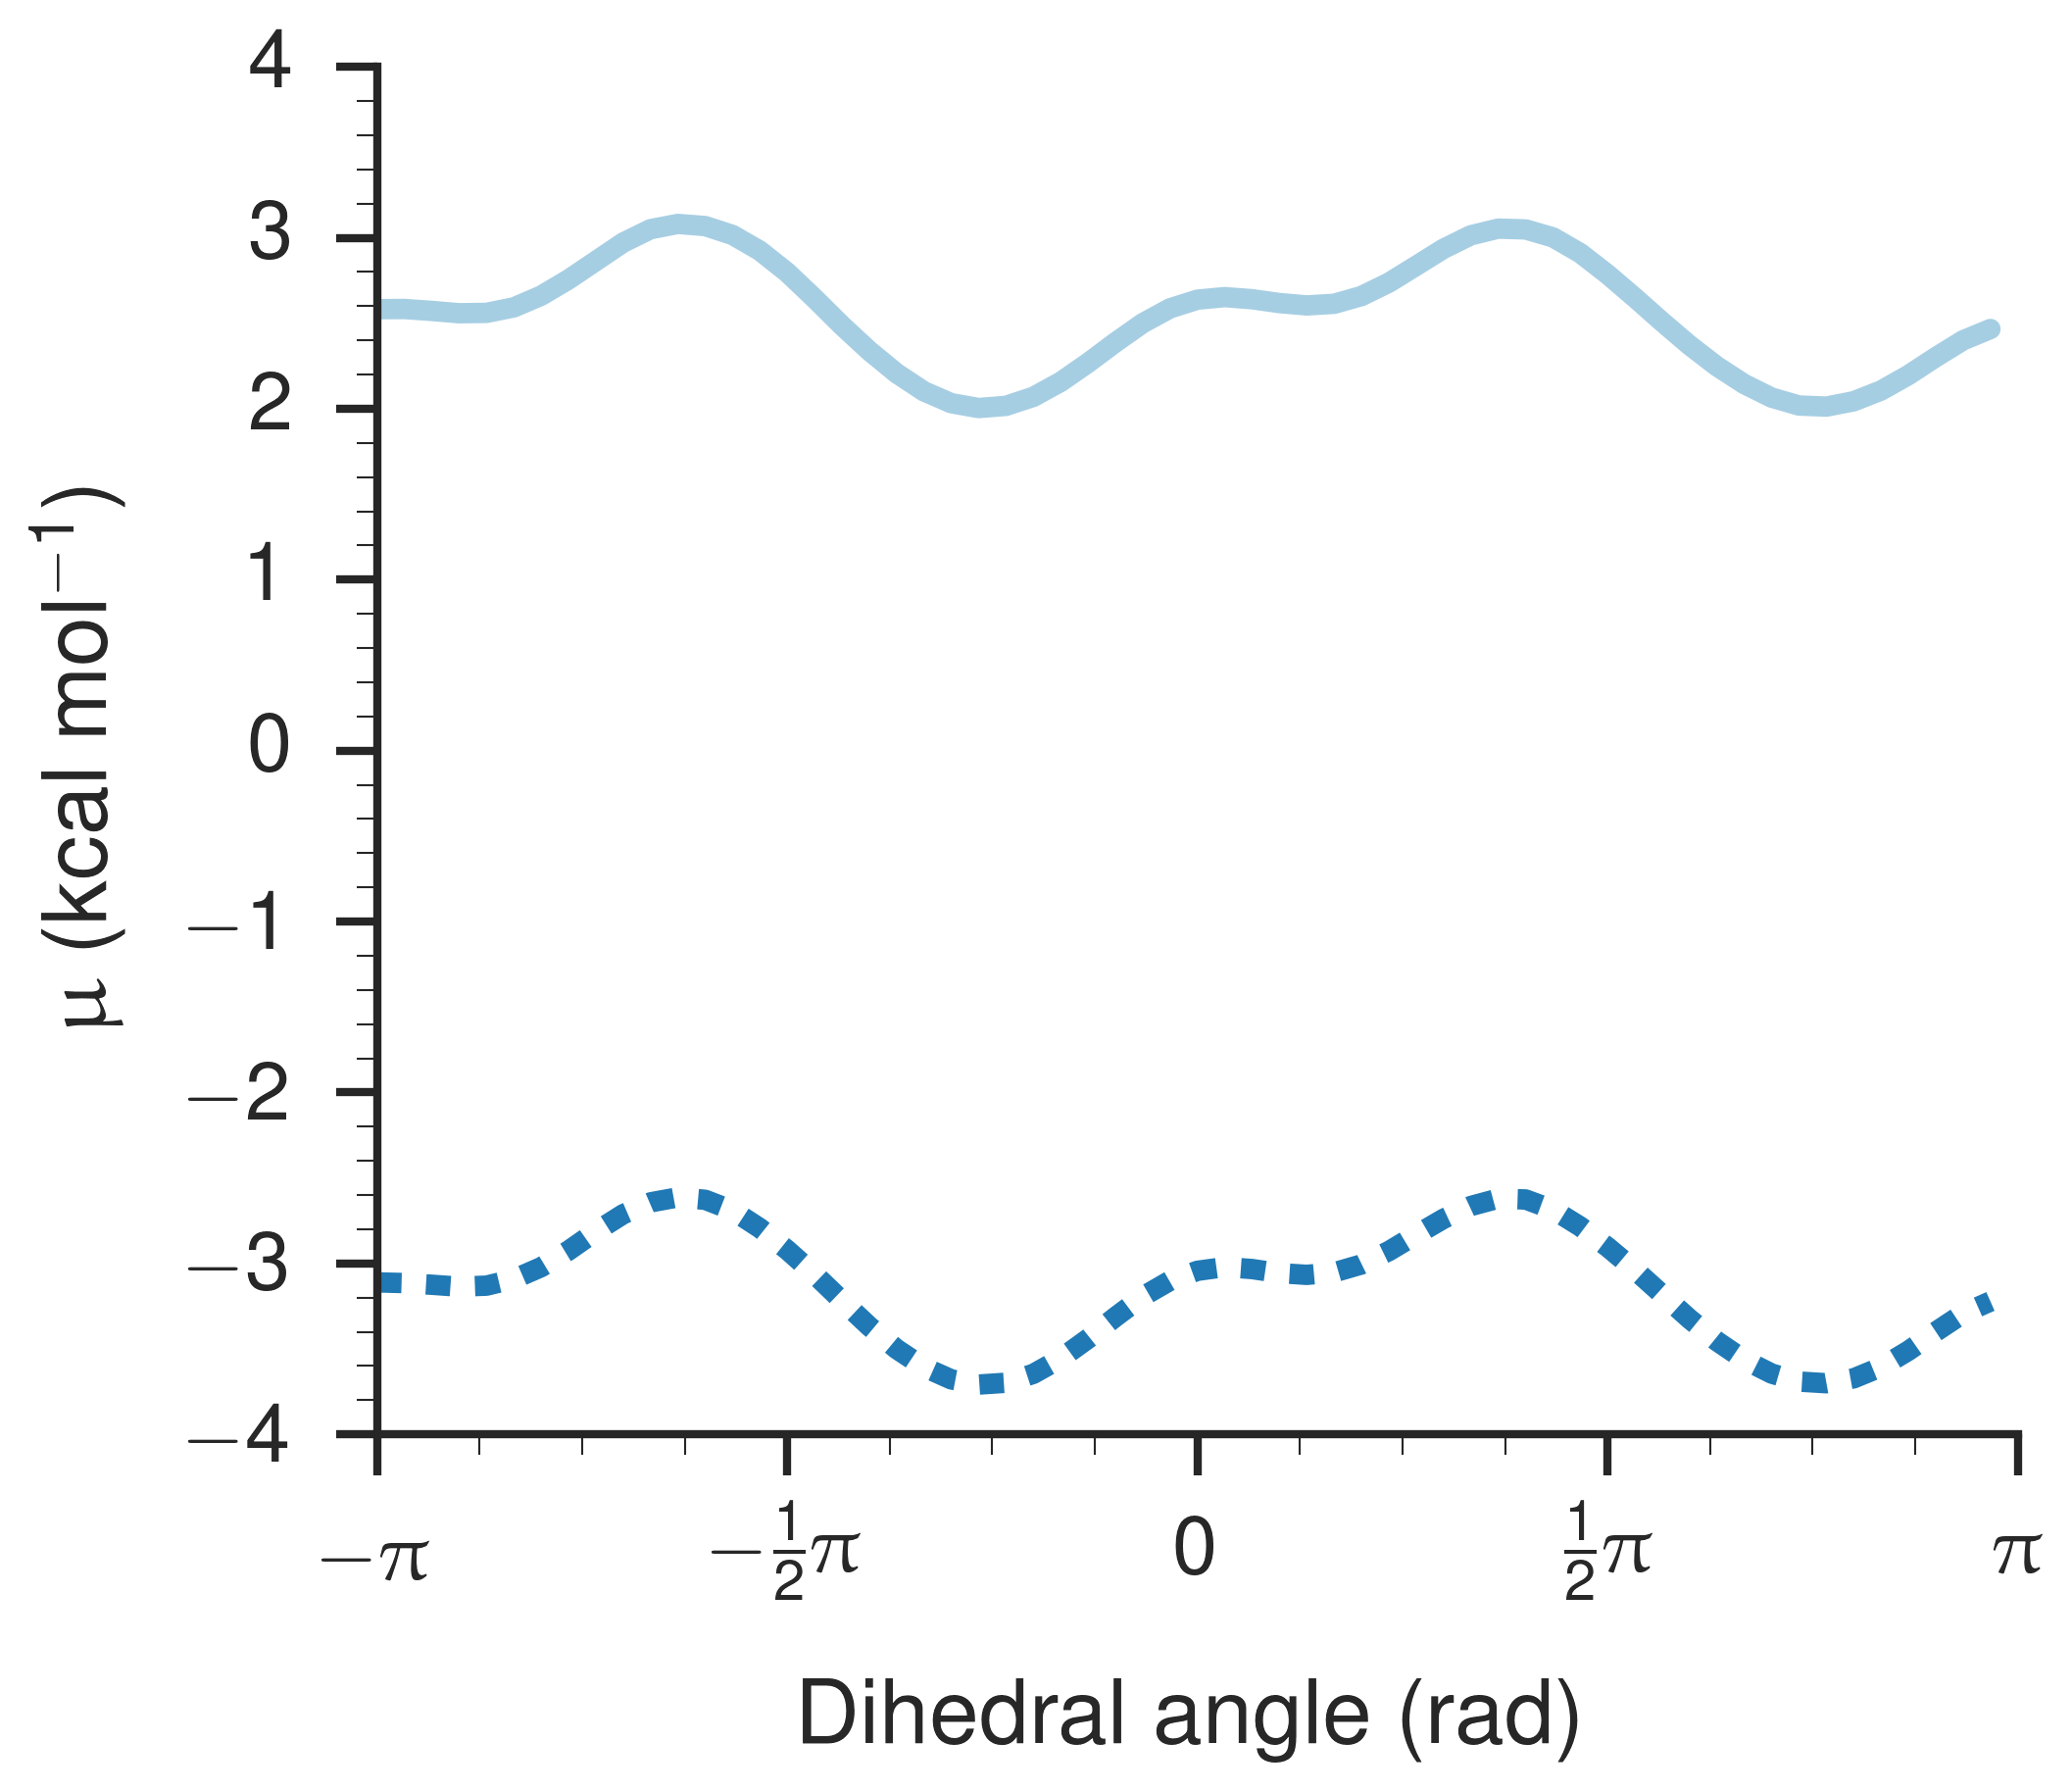 μ (kcal mol⁻¹)
4
3
2
1
0
−1
−2
−3
−4
−π
−½π
0
½π
π
Dihedral angle (rad)